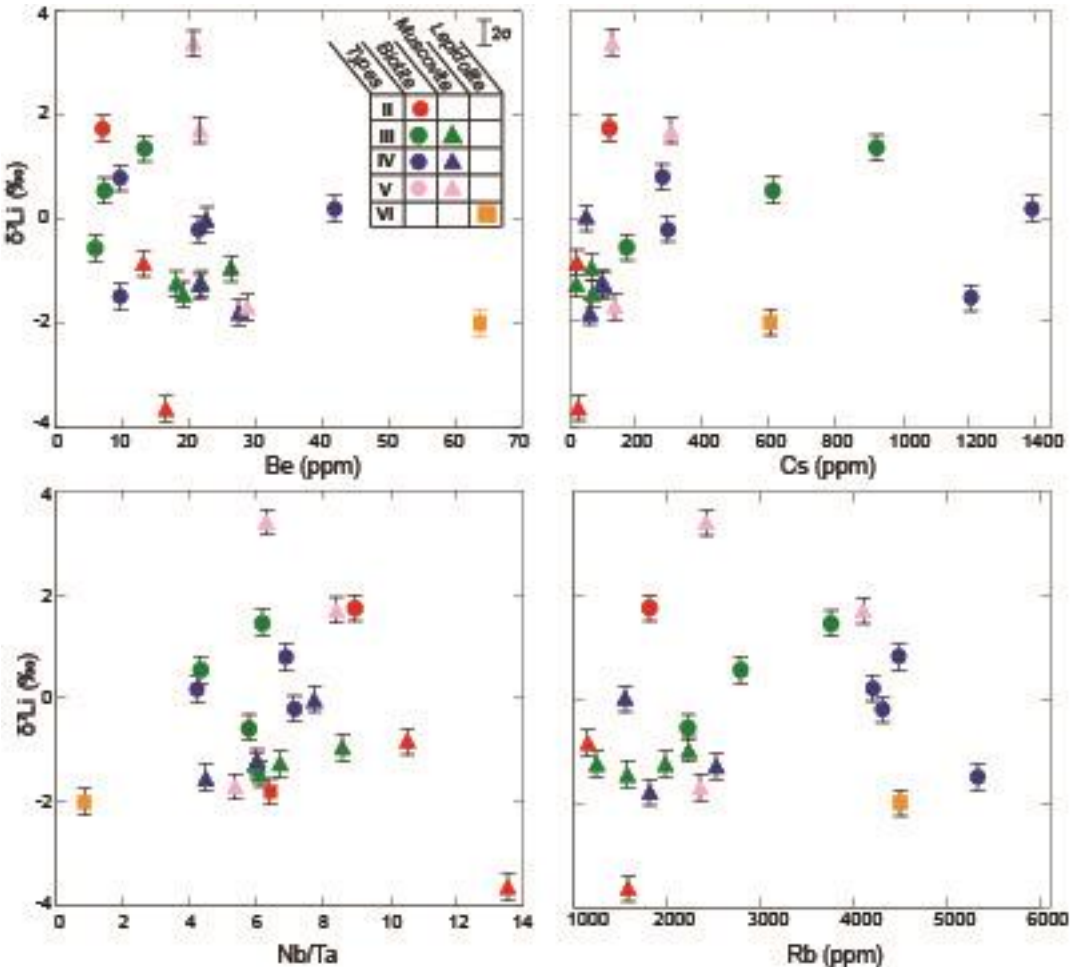 4
2
0
-2
-4
δ⁷Li (‰)
0 10 20 30 40 50 60 70
Be (ppm)
2σ
Types Biotite Muscovite Lepidolite
II
III
IV
V
VI
0 200 400 600 800 1000 1200 1400
Cs (ppm)
4
2
0
-2
-4
δ⁷Li (‰)
0 2 4 6 8 10 12 14
Nb/Ta
1000 2000 3000 4000 5000 6000
Rb (ppm)